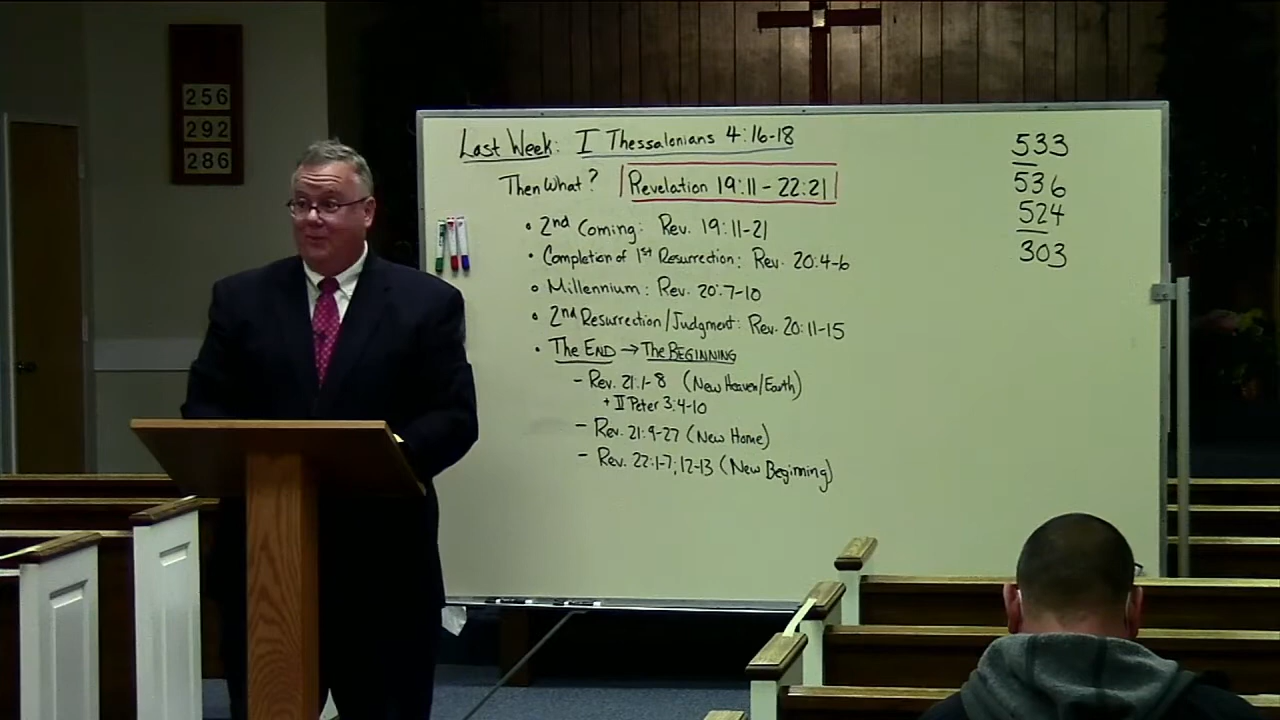 256
292
286
Last Week: I Thessalonians 4:16-18
Then What? Revelation 19:11 - 22:21
• 2nd Coming: Rev. 19:11-21
• Completion of 1st Resurrection: Rev. 20:4-6
• Millennium: Rev. 20:7-10
• 2nd Resurrection/Judgment: Rev. 20:11-15
• The END → The BEGINNING
- Rev. 21:1-8 (New Heaven/Earth)
+ II Peter 3:4-10
- Rev. 21:9-27 (New Home)
- Rev. 22:1-7; 12-13 (New Beginning)
533
536
524
303